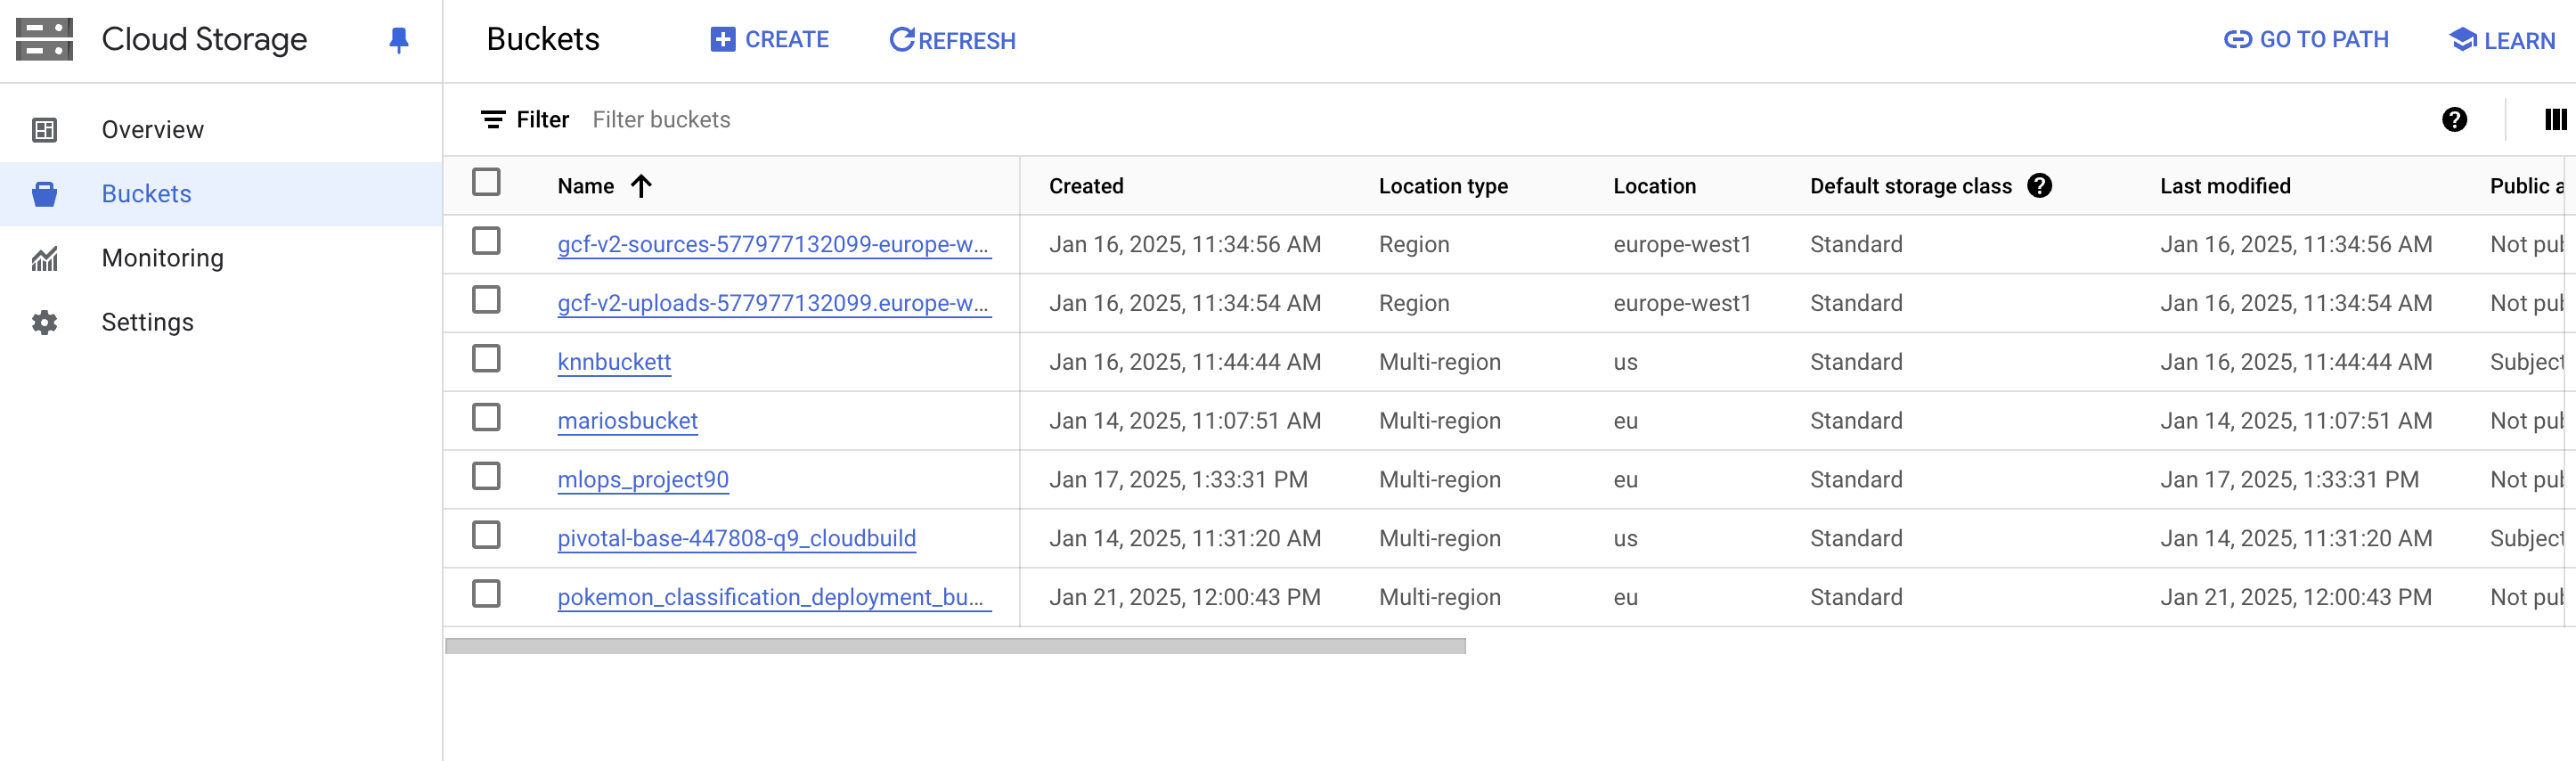 Cloud Storage
Buckets CREATE REFRESH GO TO PATH LEARN
Overview
Buckets
Monitoring
Settings
Filter Filter buckets
Name Created Location type Location Default storage class Last modified Public a
gcf-v2-sources-577977132099-europe-w... Jan 16, 2025, 11:34:56 AM Region europe-west1 Standard Jan 16, 2025, 11:34:56 AM Not pub
gcf-v2-uploads-577977132099.europe-w... Jan 16, 2025, 11:34:54 AM Region europe-west1 Standard Jan 16, 2025, 11:34:54 AM Not pub
knnbuckett Jan 16, 2025, 11:44:44 AM Multi-region us Standard Jan 16, 2025, 11:44:44 AM Subject
mariosbucket Jan 14, 2025, 11:07:51 AM Multi-region eu Standard Jan 14, 2025, 11:07:51 AM Not pub
mlops_project90 Jan 17, 2025, 1:33:31 PM Multi-region eu Standard Jan 17, 2025, 1:33:31 PM Not pub
pivotal-base-447808-q9_cloudbuild Jan 14, 2025, 11:31:20 AM Multi-region us Standard Jan 14, 2025, 11:31:20 AM Subject
pokemon_classification_deployment_bu... Jan 21, 2025, 12:00:43 PM Multi-region eu Standard Jan 21, 2025, 12:00:43 PM Not pub